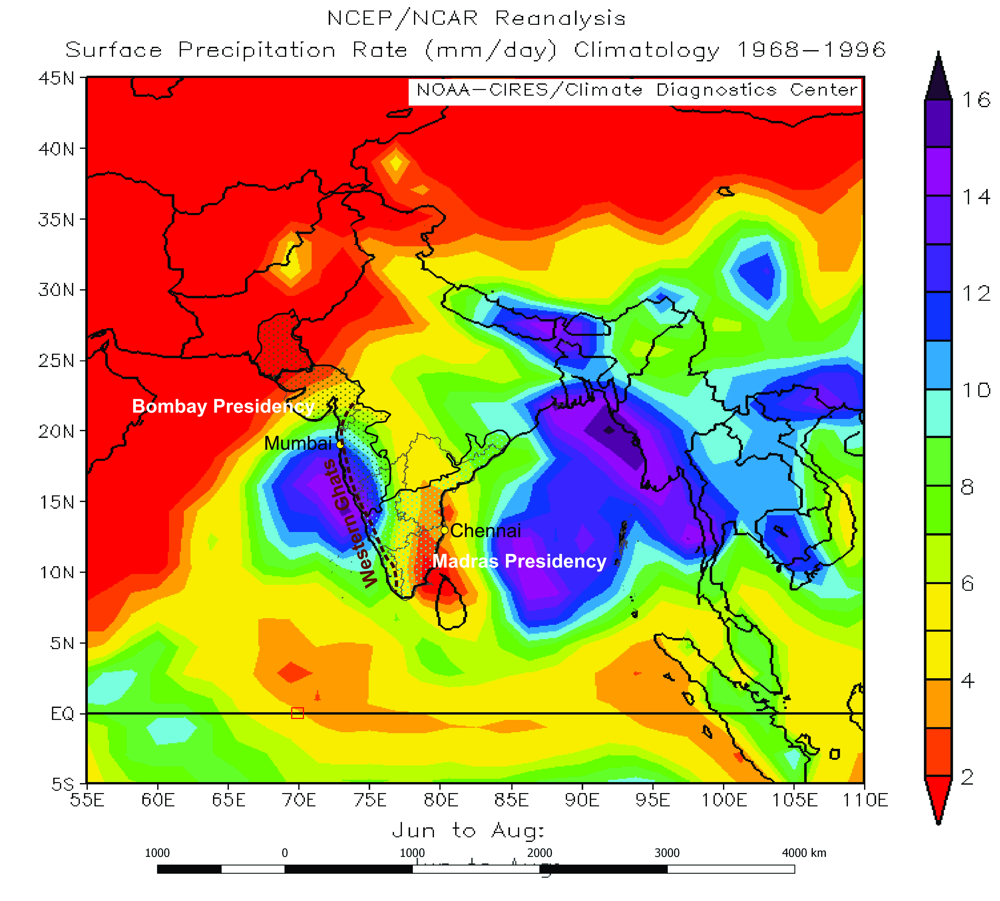 NCEP/NCAR Reanalysis
Surface Precipitation Rate (mm/day) Climatology 1968-1996
NOAA-CIRES/Climate Diagnostics Center
45N
40N
35N
30N
25N
20N
15N
10N
5N
EQ
5S
Bombay Presidency
Mumbai
Western Ghats
Chennai
Madras Presidency
16
14
12
10
8
6
4
2
55E 60E 65E 70E 75E 80E 85E 90E 95E 100E 105E 110E
Jun to Aug:
1000 0 1000 2000 3000 4000 km